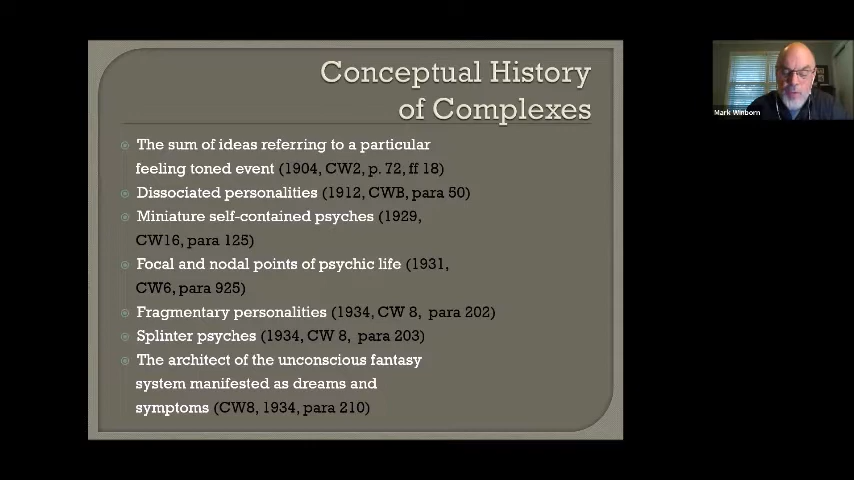 Conceptual History
of Complexes
The sum of ideas referring to a particular
feeling toned event (1904, CW2, p. 72, ff 18)
Dissociated personalities (1912, CWB, para 50)
Miniature self-contained psyches (1929,
CW16, para 125)
Focal and nodal points of psychic life (1931,
CW6, para 925)
Fragmentary personalities (1934, CW 8, para 202)
Splinter psyches (1934, CW 8, para 203)
The architect of the unconscious fantasy
system manifested as dreams and
symptoms (CW8, 1934, para 210)
Mark Winborn